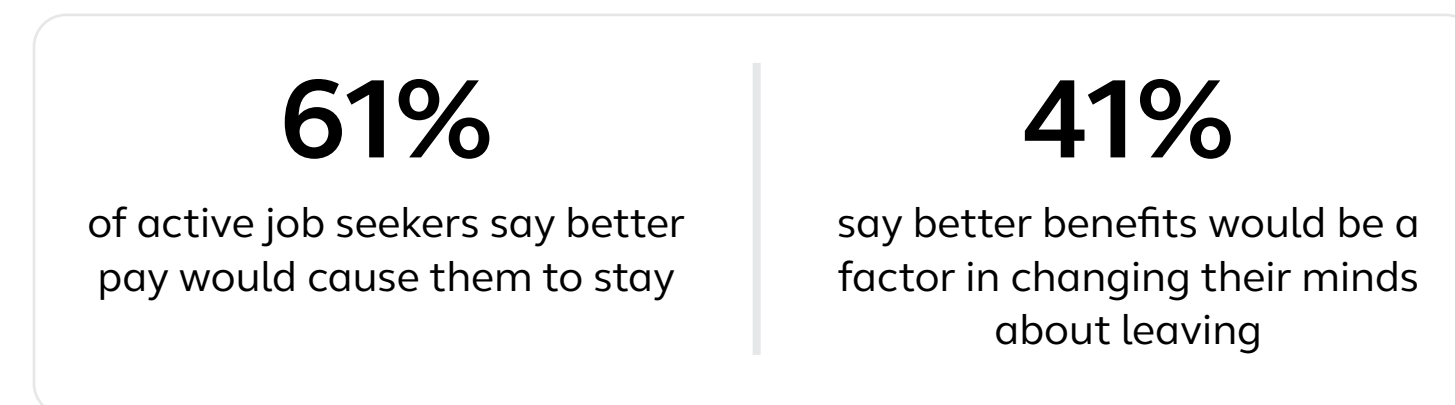 61%
of active job seekers say better
pay would cause them to stay
41%
say better benefits would be a
factor in changing their minds
about leaving